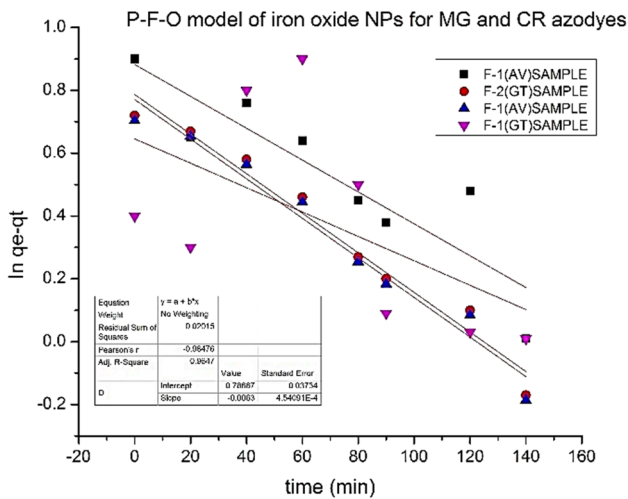 P-F-O model of iron oxide NPs for MG and CR azodyes
1.0
0.8
0.6
0.4
0.2
0.0
-0.2
ln qe-qt
F-1(AV)SAMPLE
F-2(GT)SAMPLE
F-1(AV)SAMPLE
F-1(GT)SAMPLE
Equation y = a + b*x
Weight No Weighting
Residual Sum of Squares 0.02015
Pearson's r -0.98476
Adj. R-Square 0.9647
Value Standard Error
D Intercept 0.78667 0.03734
Slope -0.0063 4.54091E-4
-20 0 20 40 60 80 100 120 140 160
time (min)